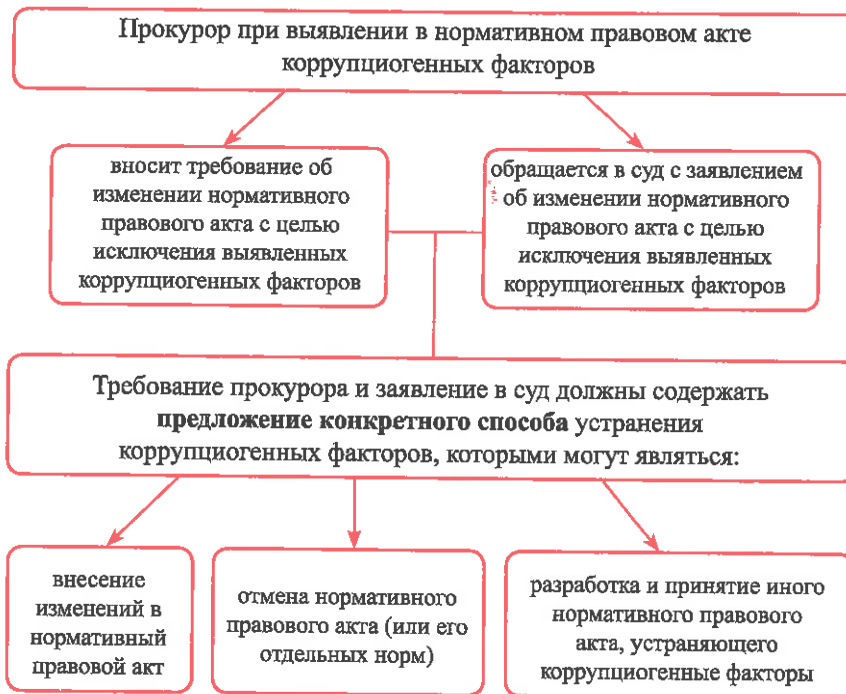 Прокурор при выявлении в нормативном правовом акте
коррупциогенных факторов
вносит требование об
изменении нормативного
правового акта с целью
исключения выявленных
коррупциогенных факторов
обращается в суд с заявлением
об изменении нормативного
правового акта с целью
исключения выявленных
коррупциогенных факторов
Требование прокурора и заявление в суд должны содержать
предложение конкретного способа устранения
коррупциогенных факторов, которыми могут являться:
внесение
изменений в
нормативный
правовой акт
отмена нормативного
правового акта (или его
отдельных норм)
разработка и принятие иного
нормативного правового
акта, устраняющего
коррупциогенные факторы